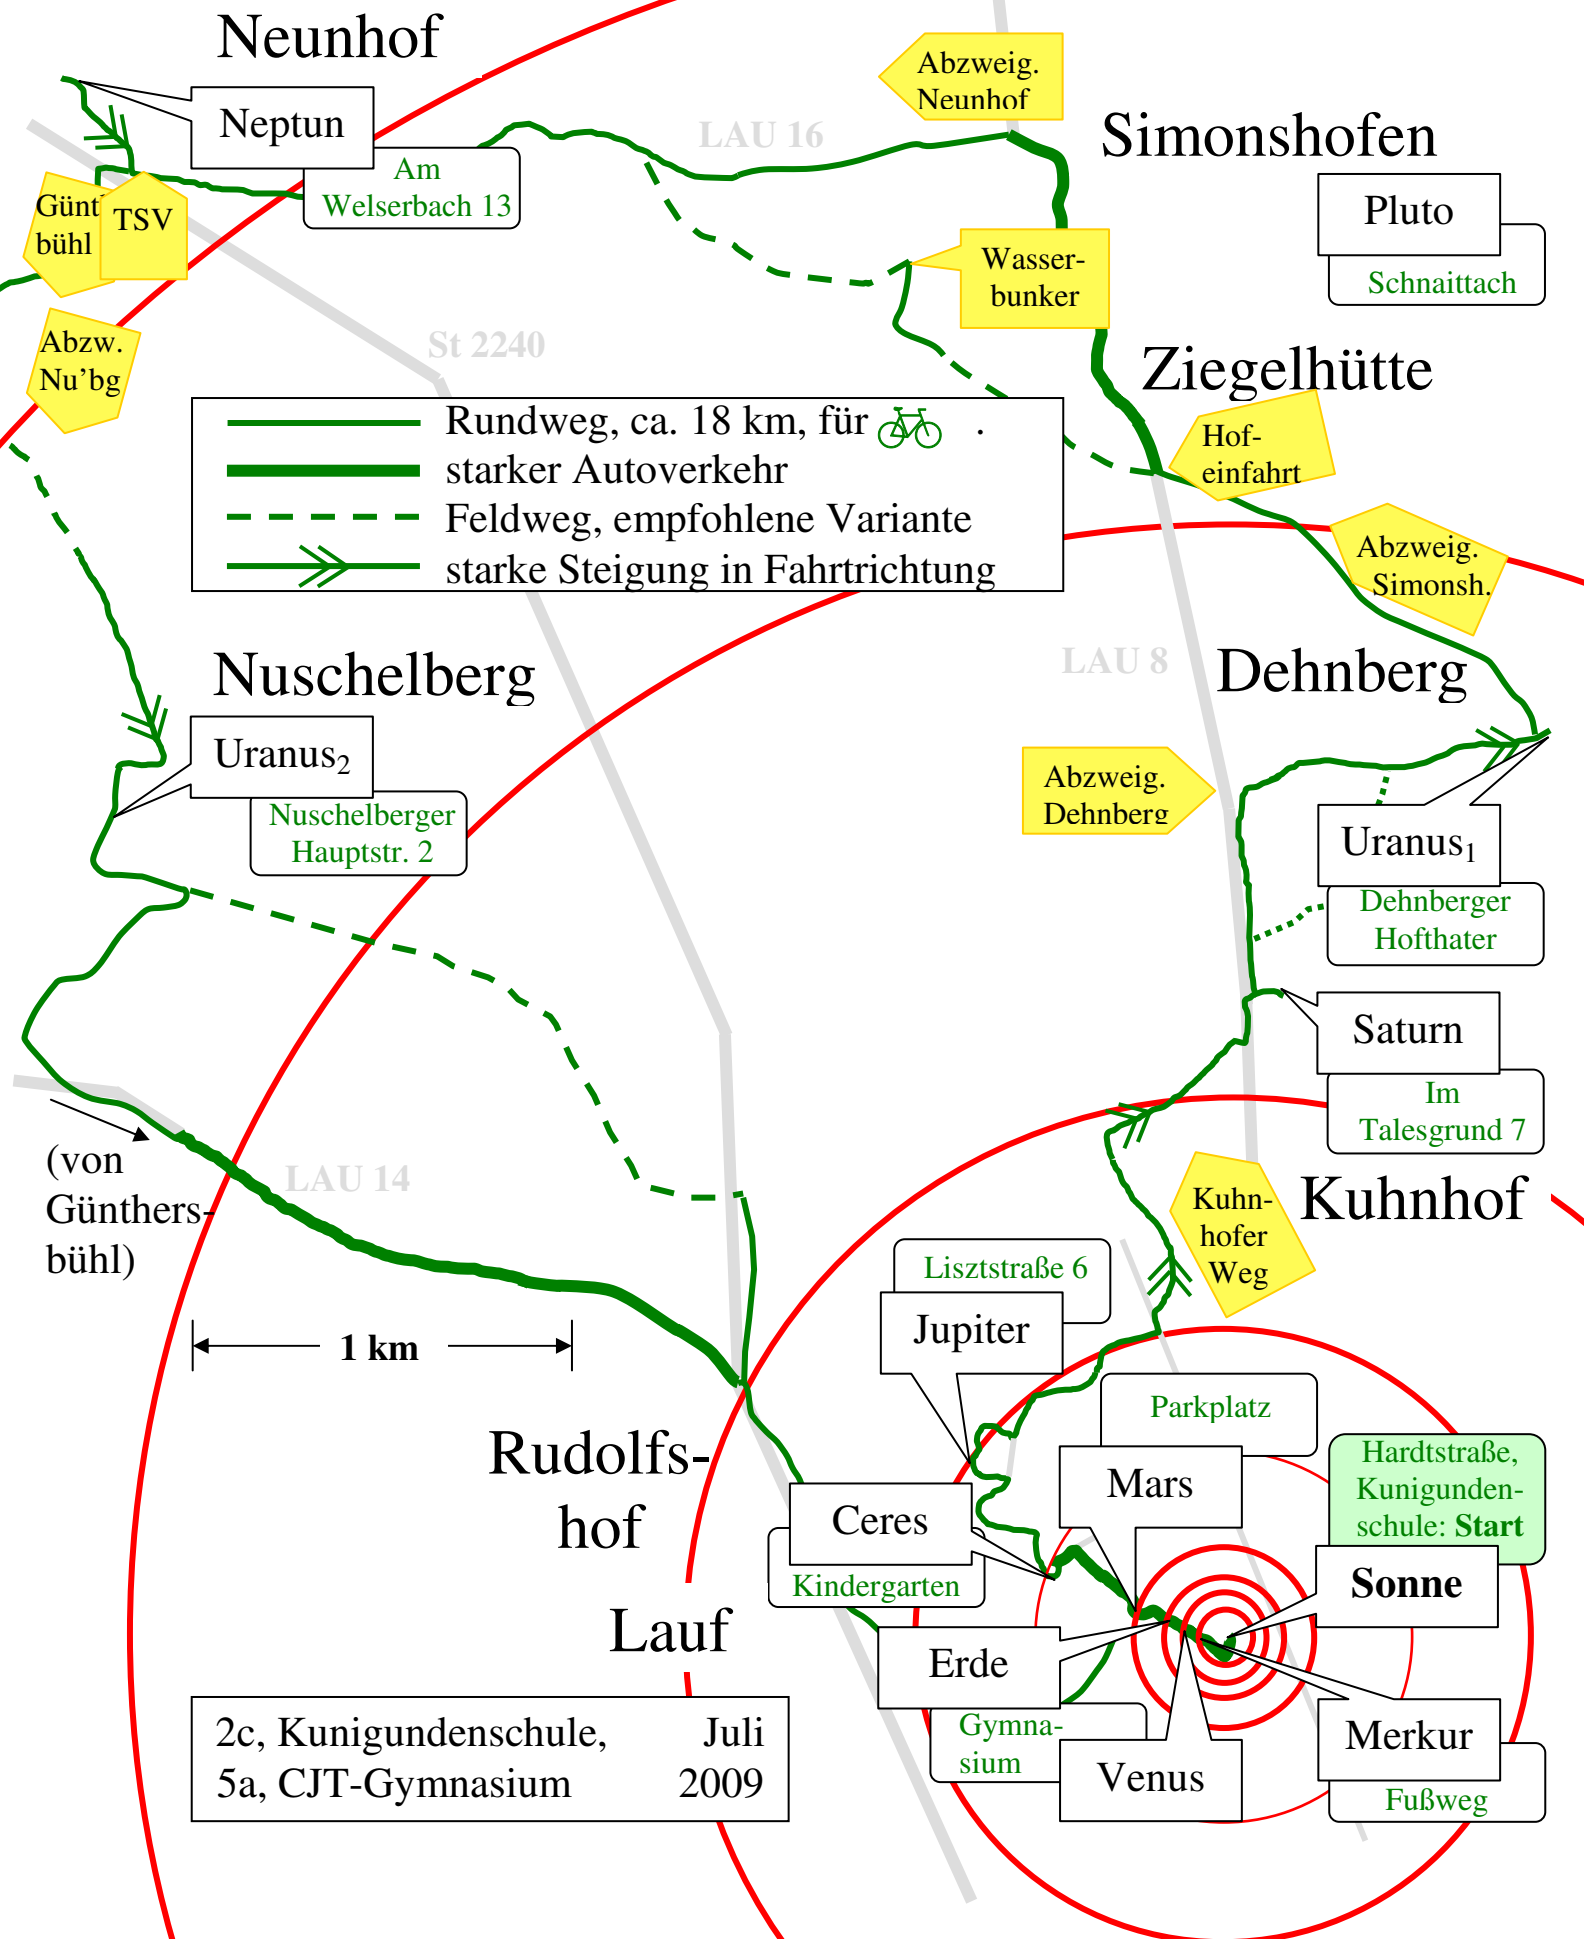 Neunhof
Neptun
Am
Welserbach 13
Abzweig.
Neunhof
LAU 16
Simonshofen
Pluto
Schnaittach
bühl
TSV
Wasser-
bunker
Abzw.
Nu’bg
St 2240
Ziegelhütte
Hof-
einfahrt
Rundweg, ca. 18 km, für .
starker Autoverkehr
Feldweg, empfohlene Variante
starke Steigung in Fahrtrichtung
Abzweig.
Simonsh.
Nuschelberg
LAU 8
Dehnberg
Uranus2
Nuschelberger
Hauptstr. 2
Abzweig.
Dehnberg
Uranus1
Dehnberger
Hofthater
Saturn
Im
Talesgrund 7
(von
Günthers-
bühl)
LAU 14
Kuhn-
hofer
Weg
Kuhnhof
Lisztstraße 6
Jupiter
1 km
Parkplatz
Mars
Rudolfs-
hof
Hardtstraße,
Kunigunden-
schule: Start
Sonne
Ceres
Kindergarten
Lauf
Erde
Gymna-
sium
Venus
Merkur
Fußweg
2c, Kunigundenschule, Juli
5a, CJT-Gymnasium 2009